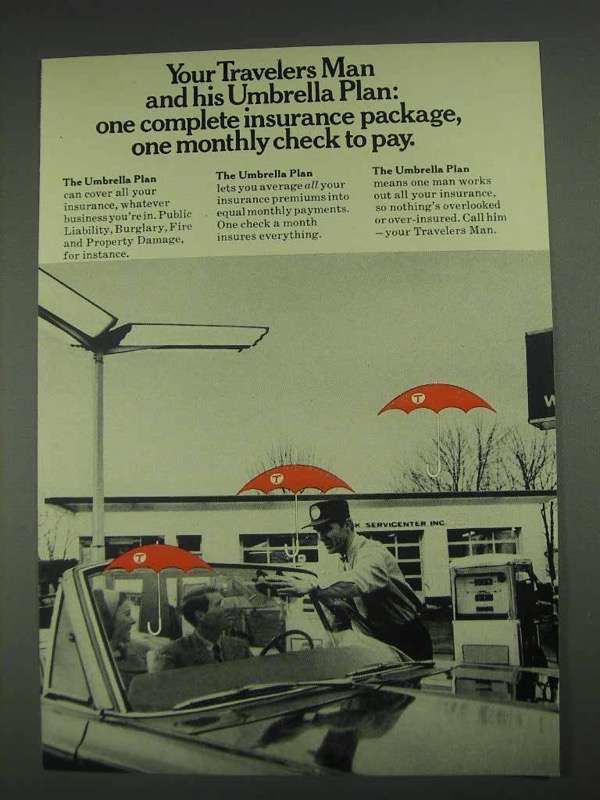 Your Travelers Man
and his Umbrella Plan:
one complete insurance package,
one monthly check to pay.
The Umbrella Plan
can cover all your
insurance, whatever
business you're in. Public
Liability, Burglary, Fire
and Property Damage,
for instance.
The Umbrella Plan
lets you average all your
insurance premiums into
equal monthly payments.
One check a month
insures everything.
The Umbrella Plan
means one man works
out all your insurance,
so nothing's overlooked
or over-insured. Call him
—your Travelers Man.
T
W
T
K SERVICENTER INC.
T